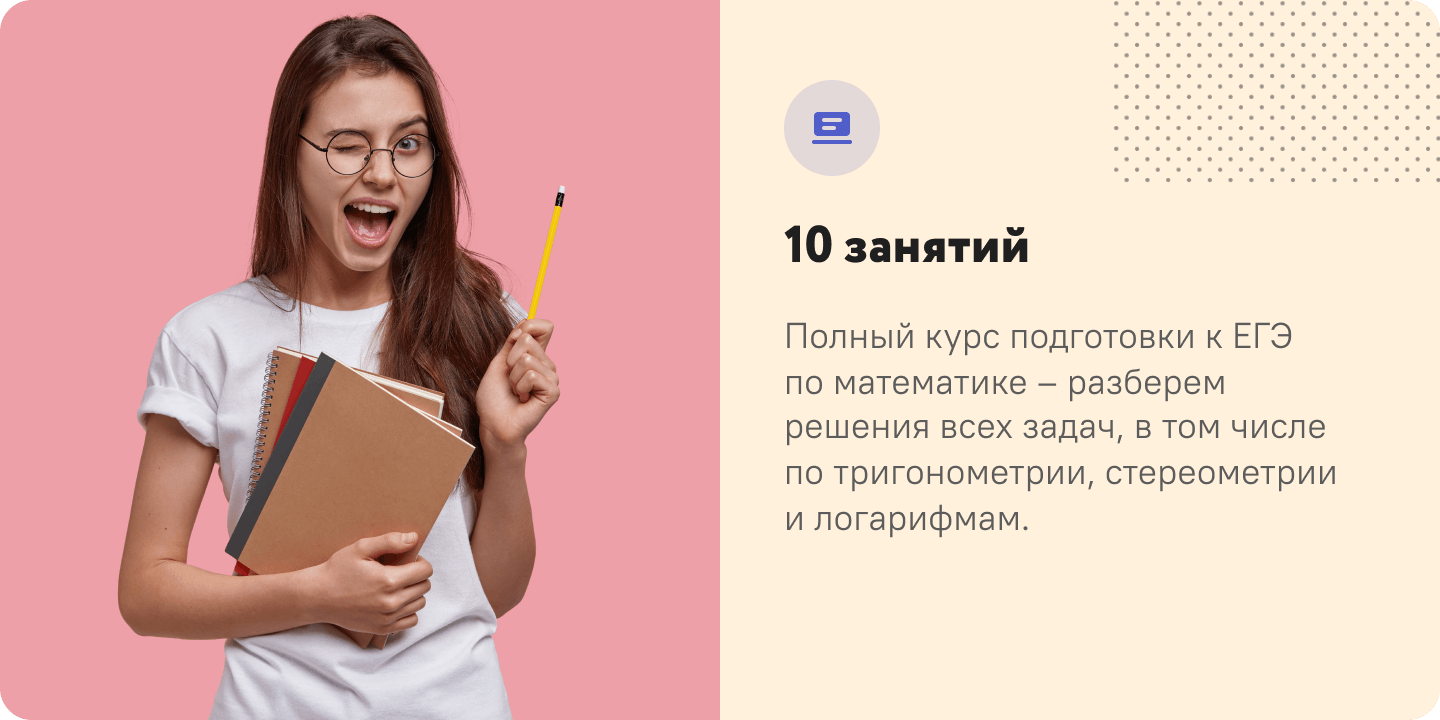 10 занятий
Полный курс подготовки к ЕГЭ
по математике – разберем
решения всех задач, в том числе
по тригонометрии, стереометрии
и логарифмам.